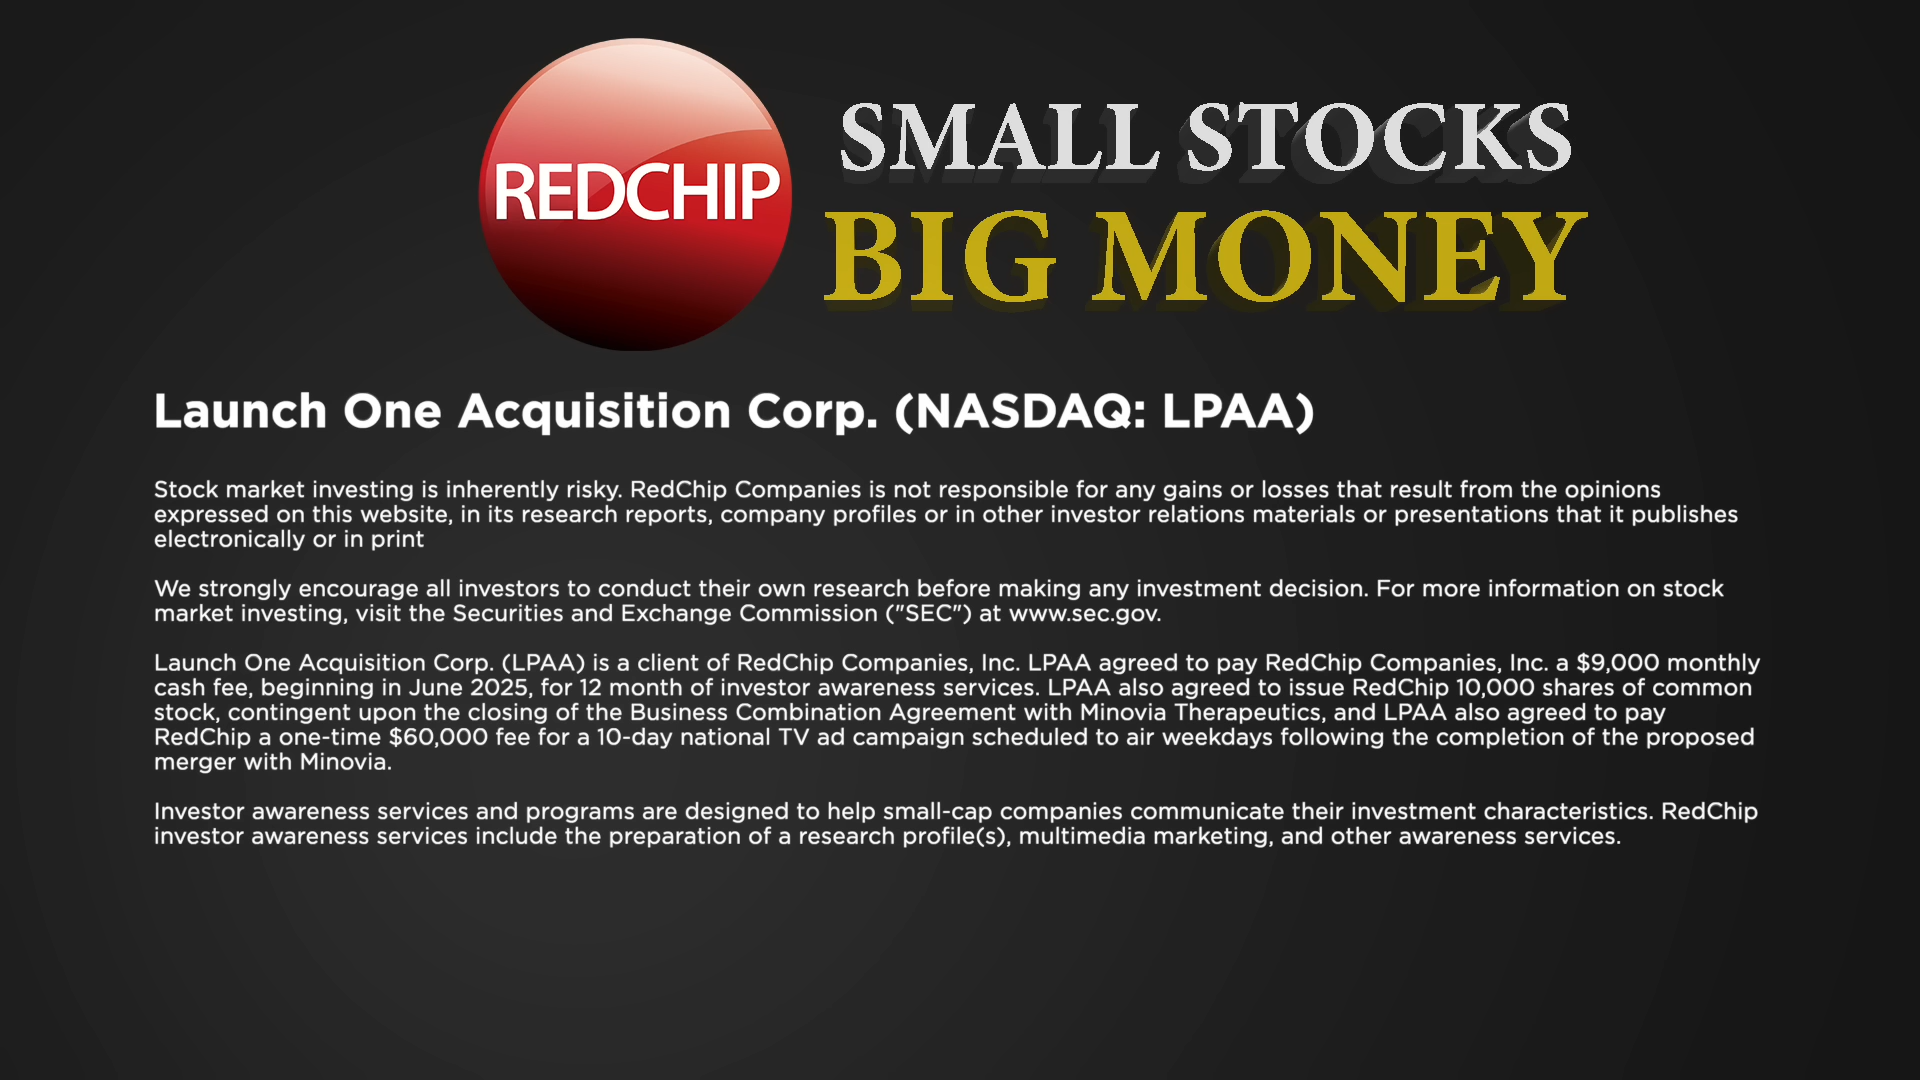 REDCHIP
SMALL STOCKS
BIG MONEY
Launch One Acquisition Corp. (NASDAQ: LPAA)
Stock market investing is inherently risky. RedChip Companies is not responsible for any gains or losses that result from the opinions
expressed on this website, in its research reports, company profiles or in other investor relations materials or presentations that it publishes
electronically or in print
We strongly encourage all investors to conduct their own research before making any investment decision. For more information on stock
market investing, visit the Securities and Exchange Commission ("SEC") at www.sec.gov.
Launch One Acquisition Corp. (LPAA) is a client of RedChip Companies, Inc. LPAA agreed to pay RedChip Companies, Inc. a $9,000 monthly
cash fee, beginning in June 2025, for 12 month of investor awareness services. LPAA also agreed to issue RedChip 10,000 shares of common
stock, contingent upon the closing of the Business Combination Agreement with Minovia Therapeutics, and LPAA also agreed to pay
RedChip a one-time $60,000 fee for a 10-day national TV ad campaign scheduled to air weekdays following the completion of the proposed
merger with Minovia.
Investor awareness services and programs are designed to help small-cap companies communicate their investment characteristics. RedChip
investor awareness services include the preparation of a research profile(s), multimedia marketing, and other awareness services.